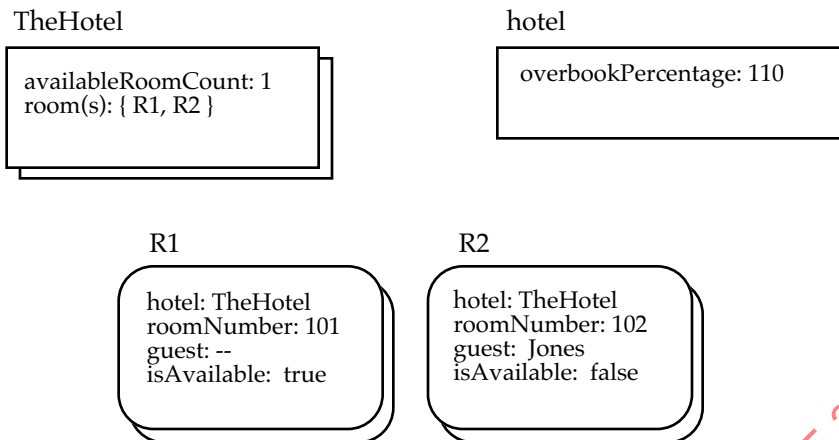 TheHotel
hotel
availableRoomCount: 1
room(s): { R1, R2 }
overbookPercentage: 110
R1
R2
hotel: TheHotel
roomNumber: 101
guest: --
isAvailable: true
hotel: TheHotel
roomNumber: 102
guest: Jones
isAvailable: false